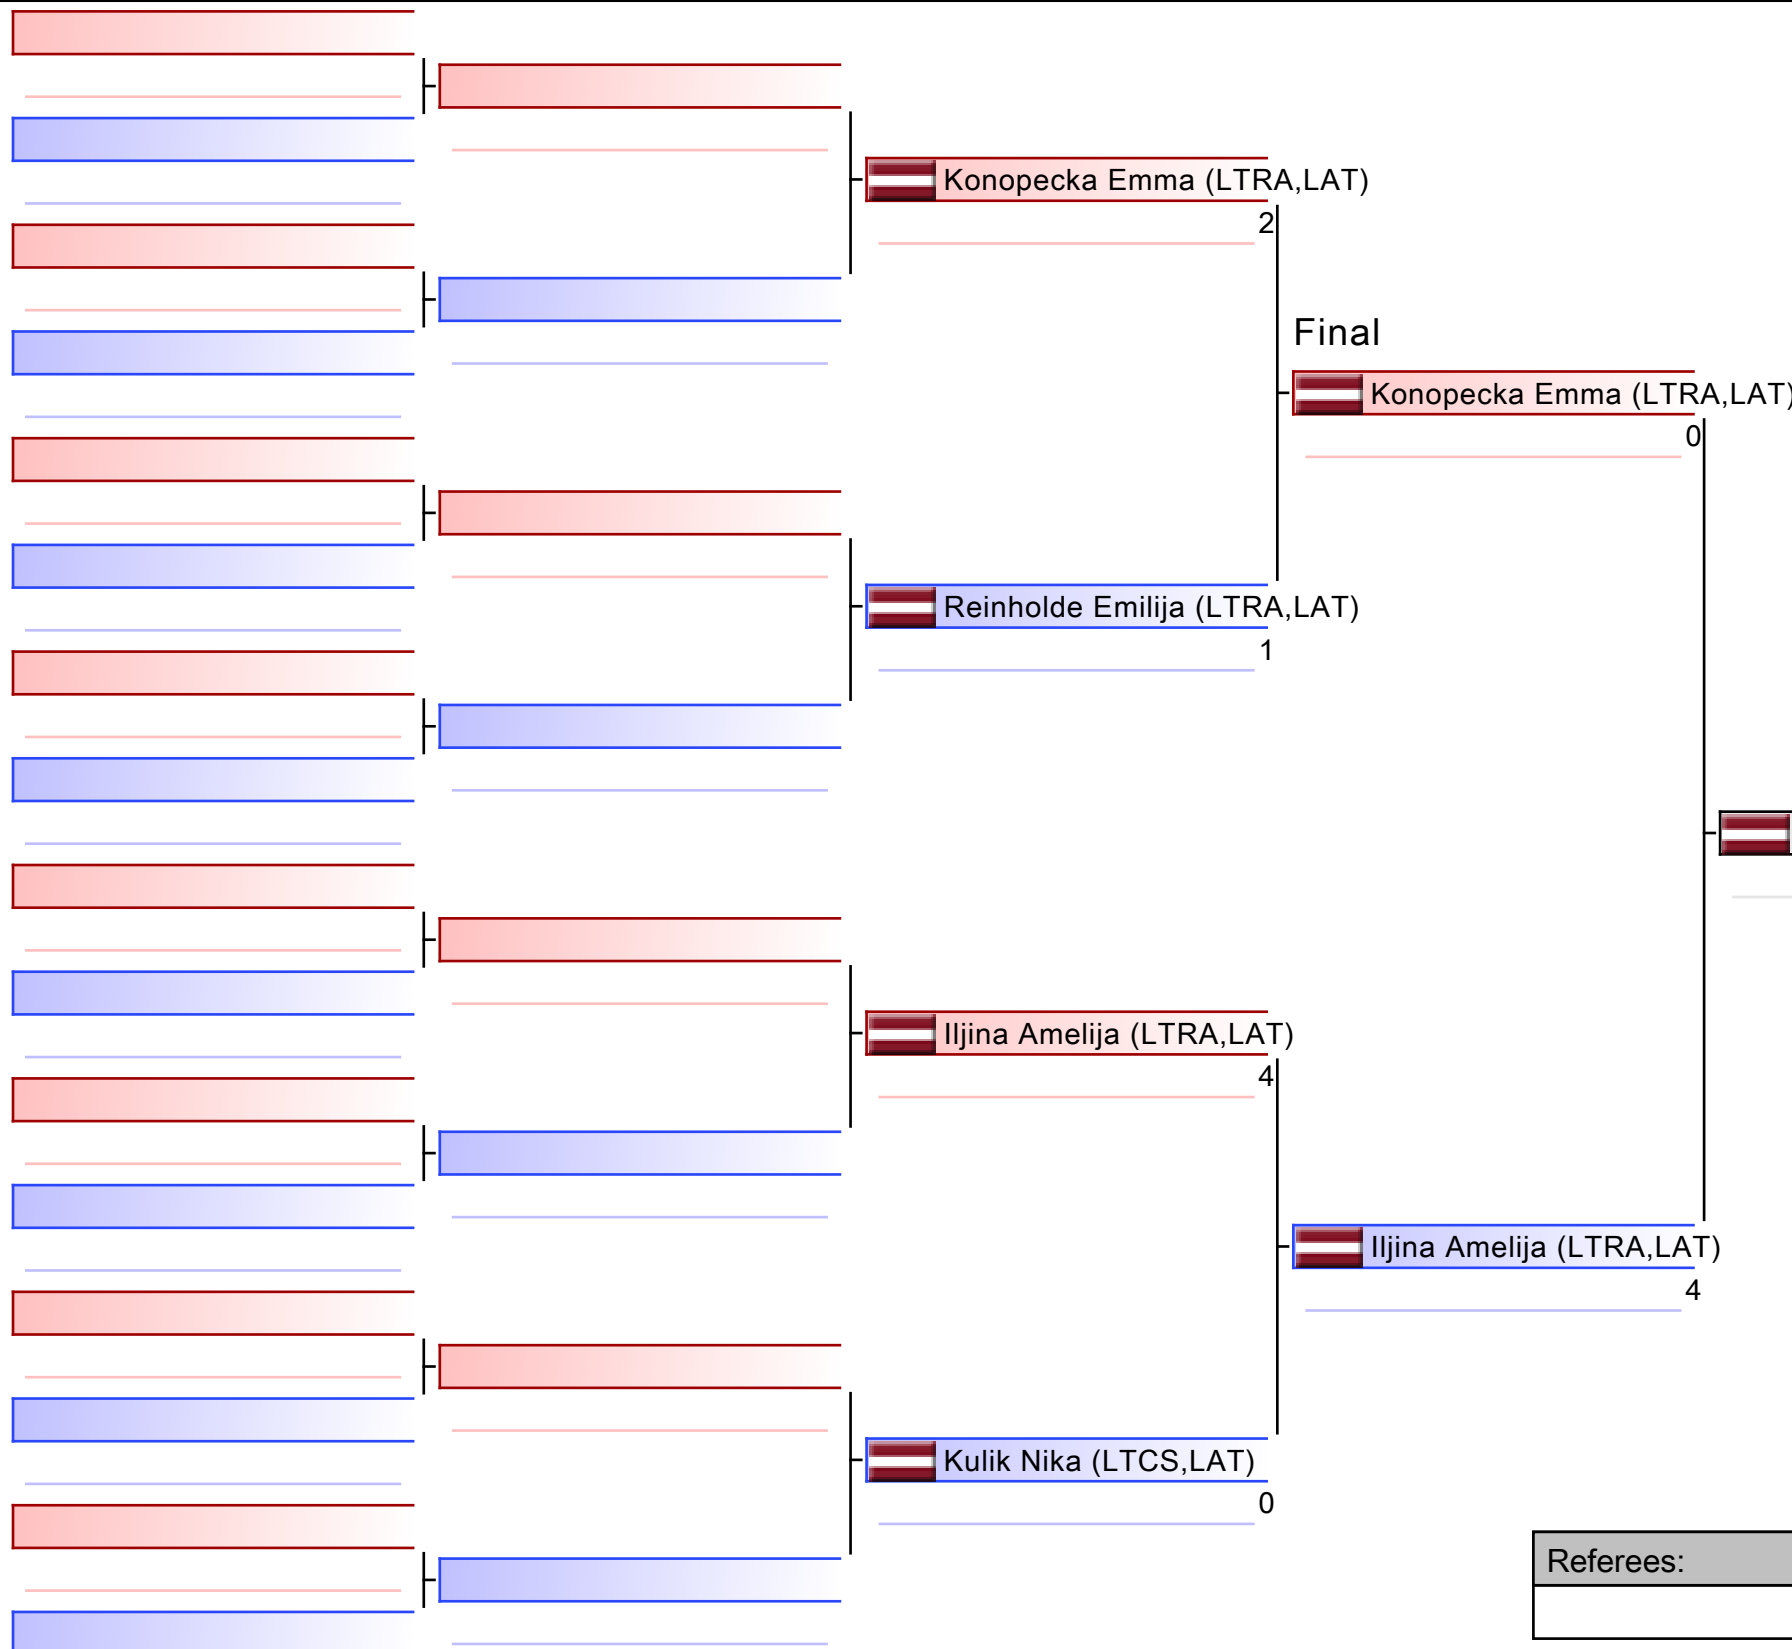 Konopecka Emma (LTRA,LAT)
2
Final
Konopecka Emma (LTRA,LAT)
0
Reinholde Emilija (LTRA,LAT)
1
Iljina Amelija (LTRA,LAT)
4
Iljina Amelija (LTRA,LAT)
4
Kulik Nika (LTCS,LAT)
0
Referees: